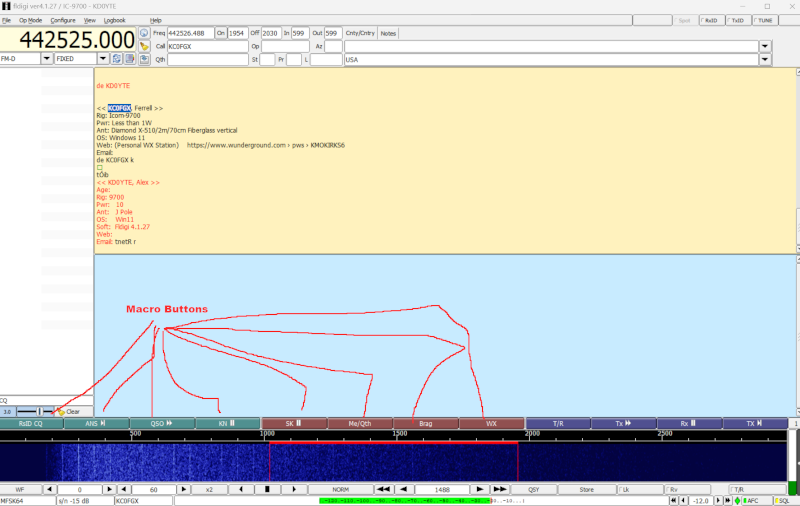 fldigi ver4.1.27 / IC-9700 - KD0YTE
File Op Mode Configure View Logbook Help
Spot RxID TxID TUNE
442525.000
Freq 442526.488 On 1954 Off 2030 In 599 Out 599 Cnty/Cntry Notes
Call KC0FGX Op Az
FM-D FIXED
Qth St Pr L USA
de KD0YTE
<< KC0FGX, Ferrell >>
Rig: Icom-9700
Pwr: Less than 1W
Ant: Diamond X-510/2m/70cm Fiberglass vertical
OS: Windows 11
Web: (Personal WX Station) https://www.wunderground.com › pws › KMOKIRKS6
Email:
de KC0FGX k
tÓib
<< KD0YTE, Alex >>
Age:
Rig: 9700
Pwr: 10
Ant: J Pole
OS: Win11
Soft: Fldigi 4.1.27
Web:
Email: tnetR r
Macro Buttons
CQ
3.0 Clear
RsID CQ ANS QSO KN SK Me/Qth Brag WX T/R Tx Rx TX 1
500 1000 1500 2000 2500
WF 0 60 x2 NORM 1488 QSY Store Lk Rv T/R
MFSK64 s/n -15 dB KC0FGX -12.0 AFC SQL